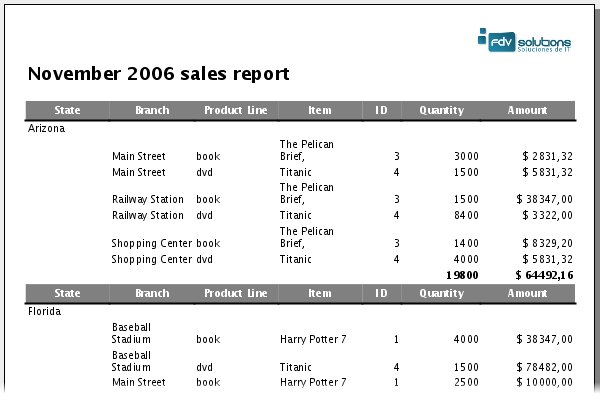 fdv solutions
Soluciones de IT
November 2006 sales report
State Branch Product Line Item ID Quantity Amount
Arizona
Main Street book The Pelican Brief, 3 3000 $ 2831,32
Main Street dvd Titanic 4 1500 $ 5831,32
Railway Station book The Pelican Brief, 3 1500 $ 38347,00
Railway Station dvd Titanic 4 8400 $ 3322,00
Shopping Center book The Pelican Brief, 3 1400 $ 8329,20
Shopping Center dvd Titanic 4 4000 $ 5831,32
19800 $ 64492,16
State Branch Product Line Item ID Quantity Amount
Florida
Baseball Stadium book Harry Potter 7 1 4000 $ 38347,00
Baseball Stadium dvd Titanic 4 1500 $ 78482,00
Main Street book Harry Potter 7 1 2500 $ 10000,00